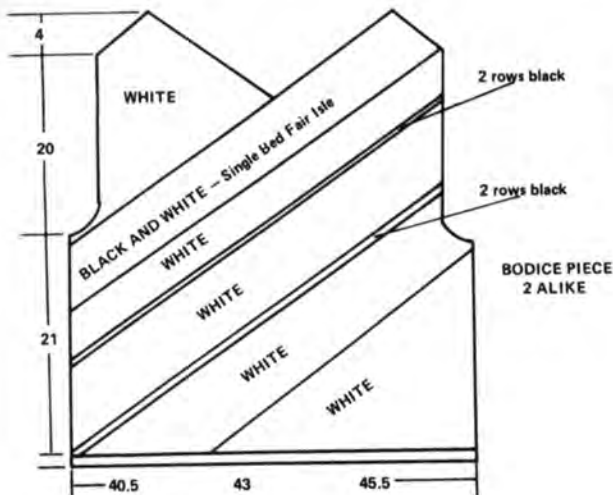 4
WHITE
2 rows black
20
BLACK AND WHITE – Single Bed Fair Isle
2 rows black
WHITE
BODICE PIECE
2 ALIKE
WHITE
21
WHITE
WHITE
40.5 43 45.5